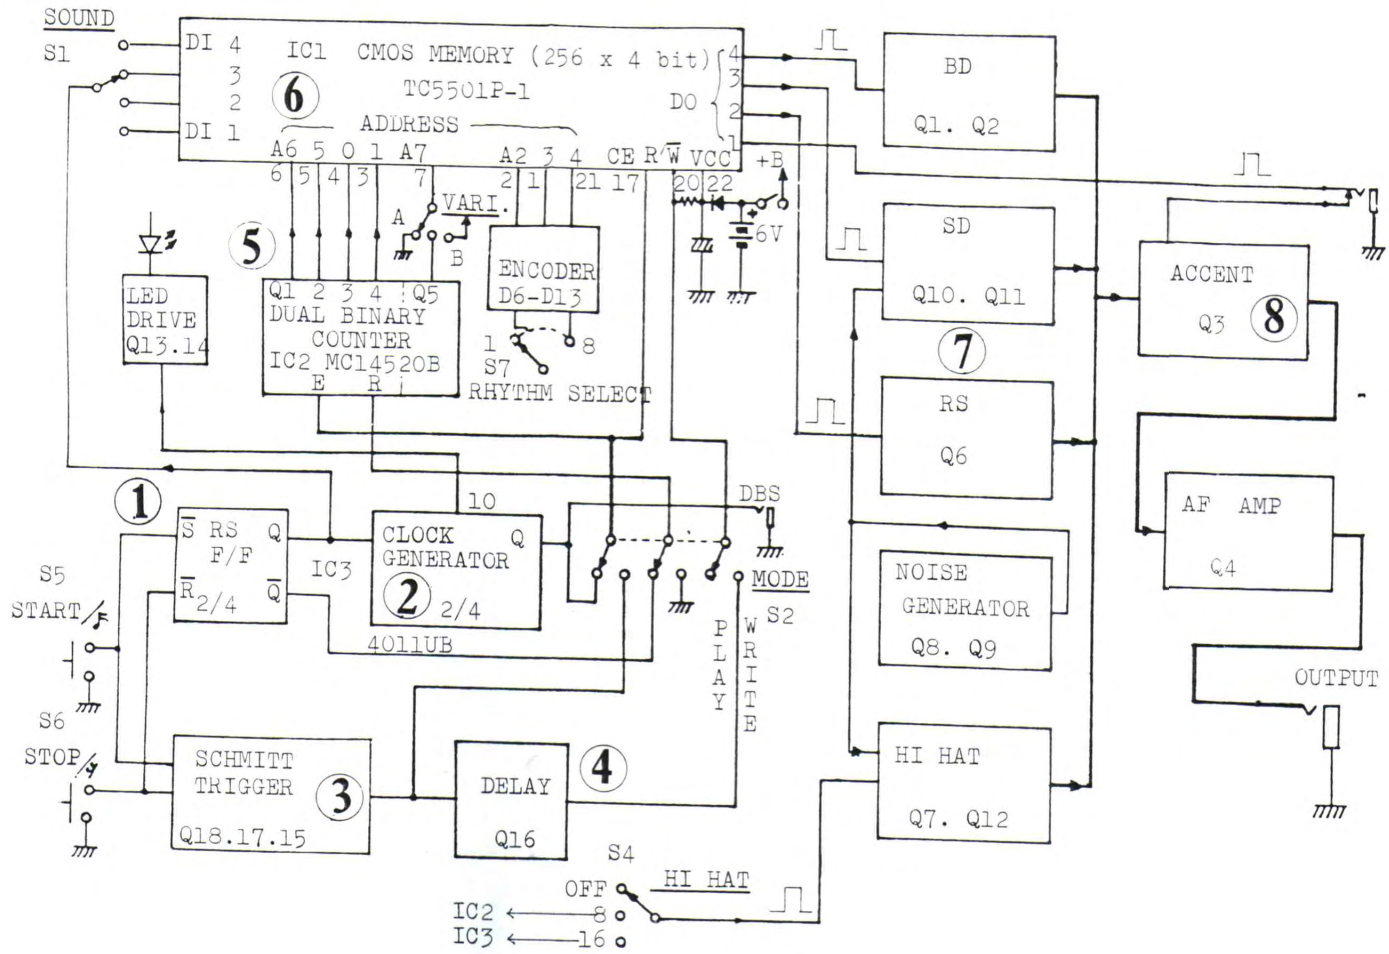 SOUND
S1
DI 4
3
2
DI 1
IC1 CMOS MEMORY (256 x 4 bit)
TC5501P-1
6
ADDRESS
DO
4
3
2
1
A6 5 0 1 A7 A2 3 4 CE R/W̅ VCC
6 5 4 3 7 2 1 21 17 20 22
+B
+
6V
A
VARI.
B
5
LED
DRIVE
Q13.14
Q1 2 3 4 Q5
DUAL BINARY
COUNTER
IC2 MC14520B
E R
ENCODER
D6-D13
1 8
S7
RHYTHM SELECT
BD
Q1. Q2
SD
Q10. Q11
7
RS
Q6
NOISE
GENERATOR
Q8. Q9
HI HAT
Q7. Q12
ACCENT
Q3
8
AF AMP
Q4
OUTPUT
1
S̅ RS Q
F/F
R̅ 2/4 Q̅
IC3
10
CLOCK Q
GENERATOR
2
2/4
4011UB
DBS
MODE
S2
PLAY
WRITE
S5
START/
S6
STOP/
SCHMITT
TRIGGER
3
Q18.17.15
DELAY
Q16
4
S4
OFF
HI HAT
IC2
8
IC3
16